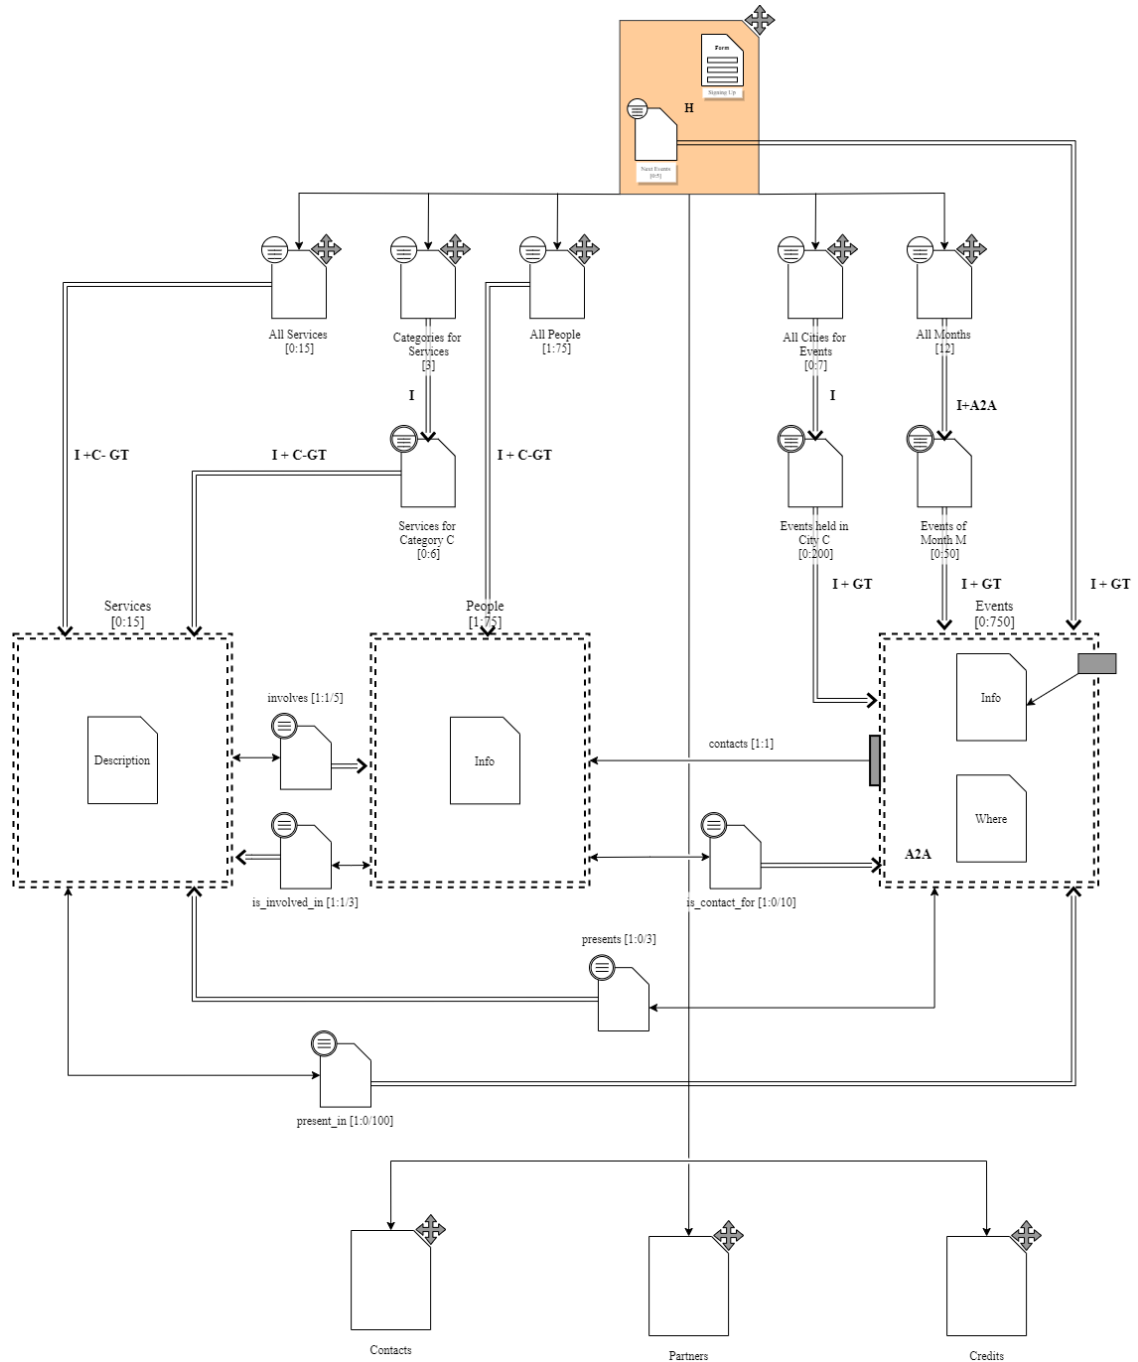 Form
Signing Up
H
Next Events
[0:5]
All Services
[0:15]
Categories for
Services
[3]
All People
[1:75]
All Cities for
Events
[0:7]
All Months
[12]
I
I
I+A2A
I +C- GT
I + C-GT
I + C-GT
Services for
Category C
[0:6]
Events held in
City C
[0:200]
Events of
Month M
[0:50]
I + GT
I + GT
I + GT
Services
[0:15]
People
[1:75]
Events
[0:750]
involves [1:1/5]
Info
contacts [1:1]
Description
Info
Where
A2A
is_involved_in [1:1/3]
is_contact_for [1:0/10]
presents [1:0/3]
present_in [1:0/100]
Contacts
Partners
Credits